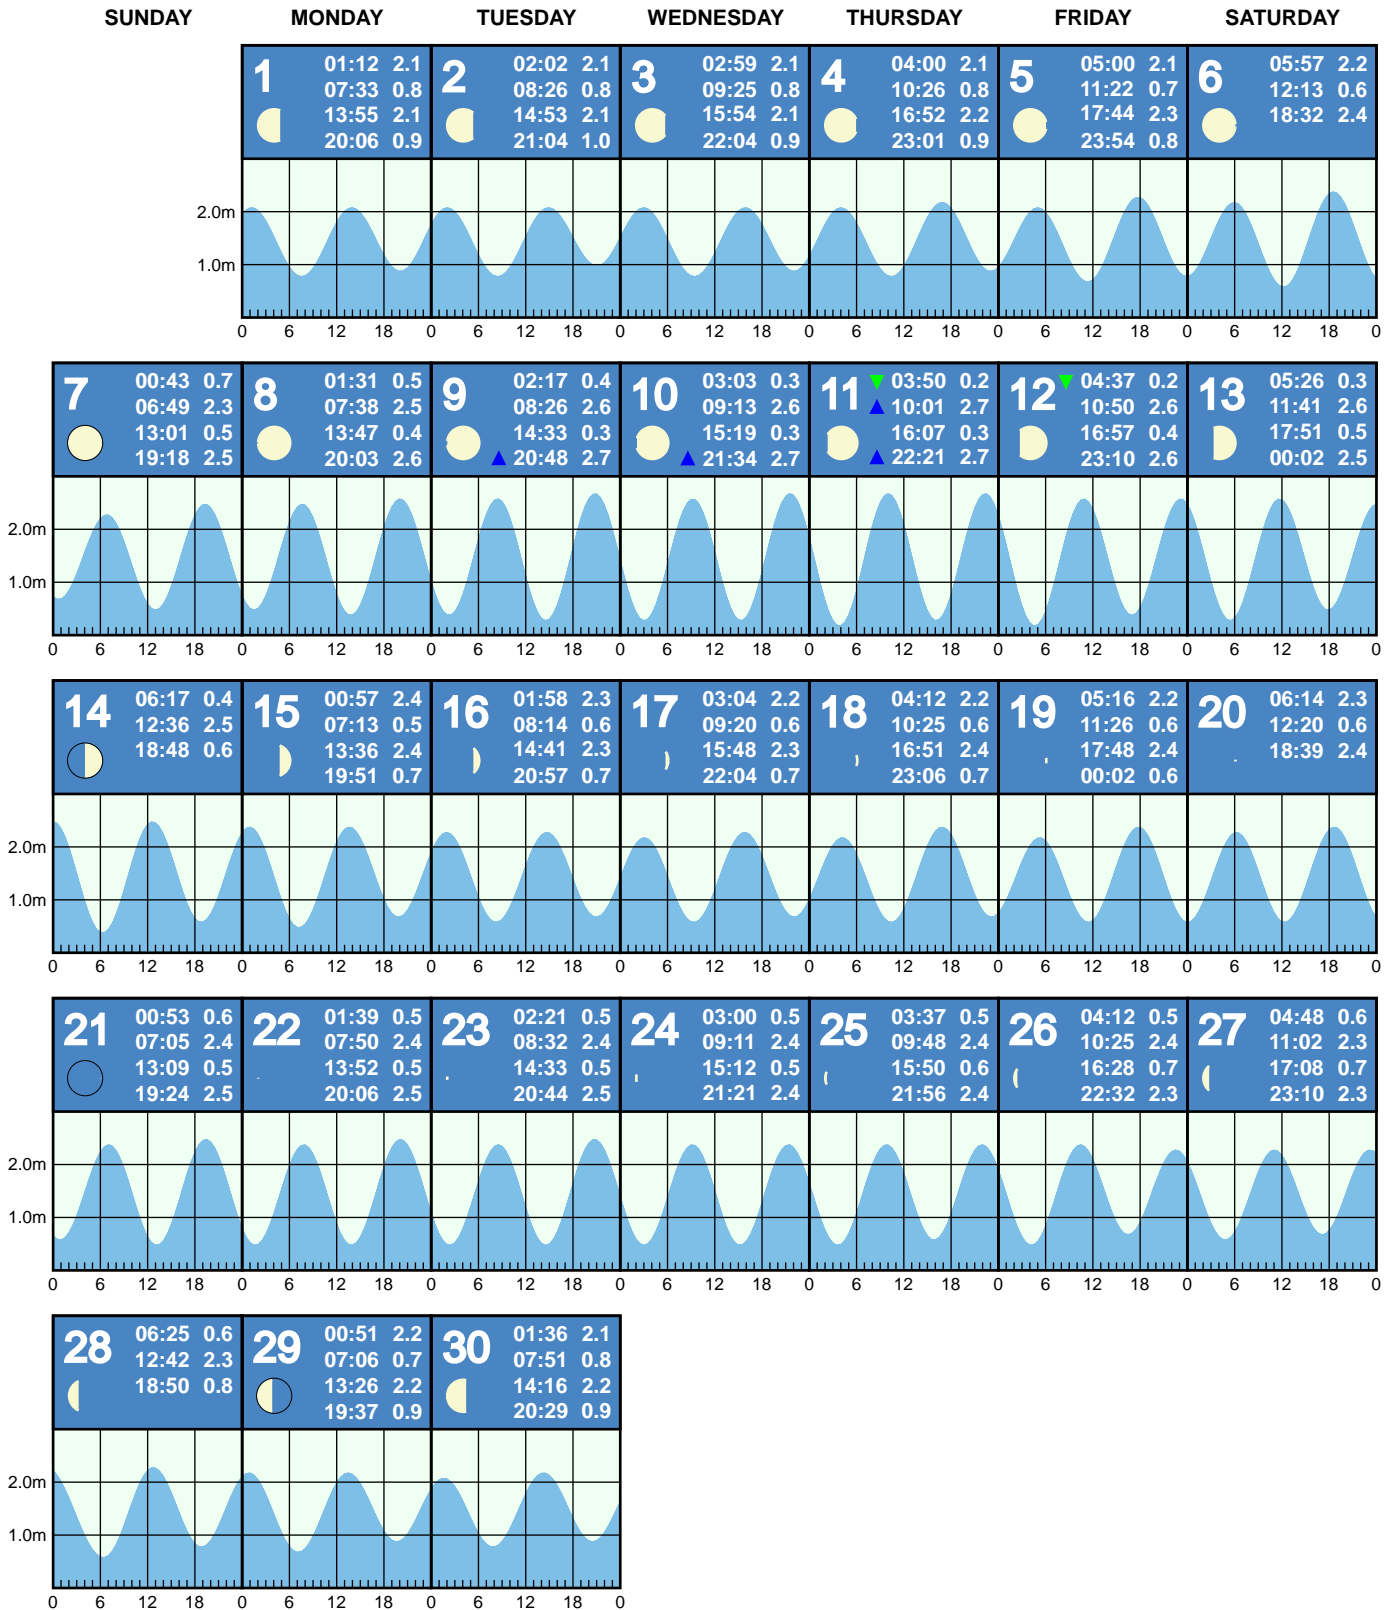 SUNDAY MONDAY TUESDAY WEDNESDAY THURSDAY FRIDAY SATURDAY
1 01:12 2.1
07:33 0.8
13:55 2.1
20:06 0.9
2 02:02 2.1
08:26 0.8
14:53 2.1
21:04 1.0
3 02:59 2.1
09:25 0.8
15:54 2.1
22:04 0.9
4 04:00 2.1
10:26 0.8
16:52 2.2
23:01 0.9
5 05:00 2.1
11:22 0.7
17:44 2.3
23:54 0.8
6 05:57 2.2
12:13 0.6
18:32 2.4
2.0m
1.0m
0 6 12 18 0 6 12 18 0 6 12 18 0 6 12 18 0 6 12 18 0 6 12 18 0
7 00:43 0.7
06:49 2.3
13:01 0.5
19:18 2.5
8 01:31 0.5
07:38 2.5
13:47 0.4
20:03 2.6
9 02:17 0.4
08:26 2.6
14:33 0.3
20:48 2.7
10 03:03 0.3
09:13 2.6
15:19 0.3
21:34 2.7
11 03:50 0.2
10:01 2.7
16:07 0.3
22:21 2.7
12 04:37 0.2
10:50 2.6
16:57 0.4
23:10 2.6
13 05:26 0.3
11:41 2.6
17:51 0.5
00:02 2.5
2.0m
1.0m
0 6 12 18 0 6 12 18 0 6 12 18 0 6 12 18 0 6 12 18 0 6 12 18 0 6 12 18 0
14 06:17 0.4
12:36 2.5
18:48 0.6
15 00:57 2.4
07:13 0.5
13:36 2.4
19:51 0.7
16 01:58 2.3
08:14 0.6
14:41 2.3
20:57 0.7
17 03:04 2.2
09:20 0.6
15:48 2.3
22:04 0.7
18 04:12 2.2
10:25 0.6
16:51 2.4
23:06 0.7
19 05:16 2.2
11:26 0.6
17:48 2.4
00:02 0.6
20 06:14 2.3
12:20 0.6
18:39 2.4
2.0m
1.0m
0 6 12 18 0 6 12 18 0 6 12 18 0 6 12 18 0 6 12 18 0 6 12 18 0 6 12 18 0
21 00:53 0.6
07:05 2.4
13:09 0.5
19:24 2.5
22 01:39 0.5
07:50 2.4
13:52 0.5
20:06 2.5
23 02:21 0.5
08:32 2.4
14:33 0.5
20:44 2.5
24 03:00 0.5
09:11 2.4
15:12 0.5
21:21 2.4
25 03:37 0.5
09:48 2.4
15:50 0.6
21:56 2.4
26 04:12 0.5
10:25 2.4
16:28 0.7
22:32 2.3
27 04:48 0.6
11:02 2.3
17:08 0.7
23:10 2.3
2.0m
1.0m
0 6 12 18 0 6 12 18 0 6 12 18 0 6 12 18 0 6 12 18 0 6 12 18 0 6 12 18 0
28 06:25 0.6
12:42 2.3
18:50 0.8
29 00:51 2.2
07:06 0.7
13:26 2.2
19:37 0.9
30 01:36 2.1
07:51 0.8
14:16 2.2
20:29 0.9
2.0m
1.0m
0 6 12 18 0 6 12 18 0 6 12 18 0